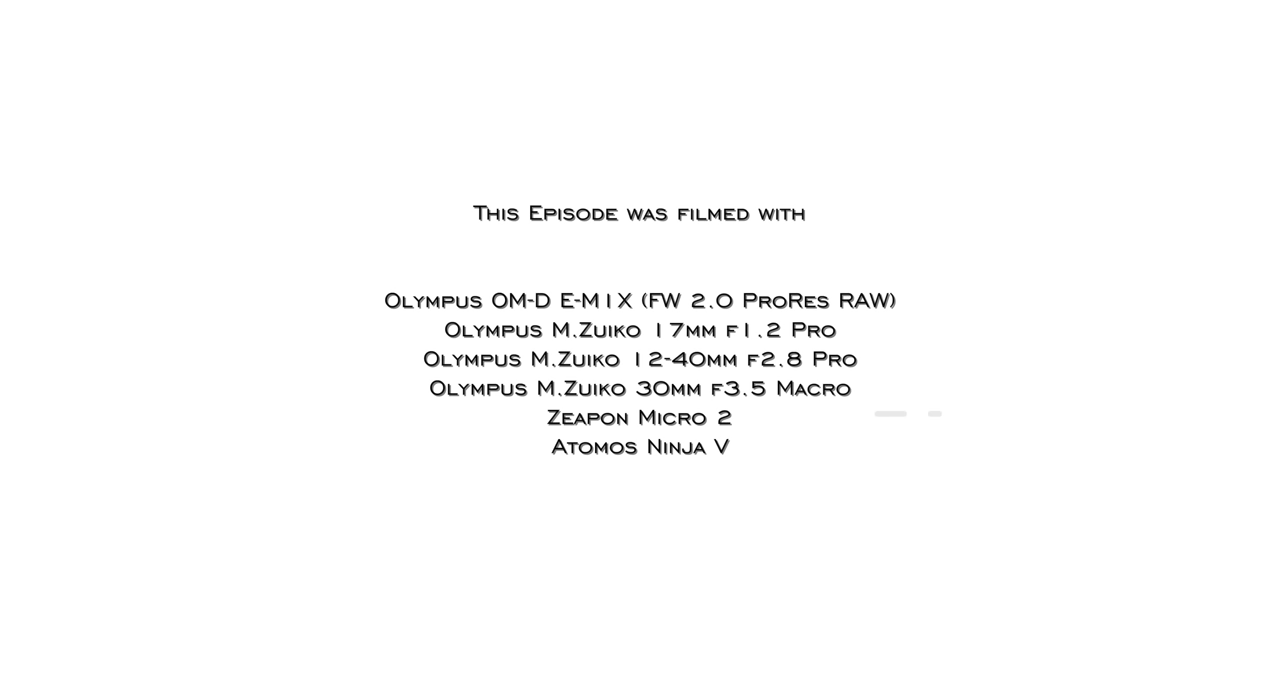 This Episode was filmed with
Olympus OM-D E-M1X (FW 2.0 ProRes RAW)
Olympus M.Zuiko 17mm f1.2 Pro
Olympus M.Zuiko 12-40mm f2.8 Pro
Olympus M.Zuiko 30mm f3.5 Macro
Zeapon Micro 2
Atomos Ninja V